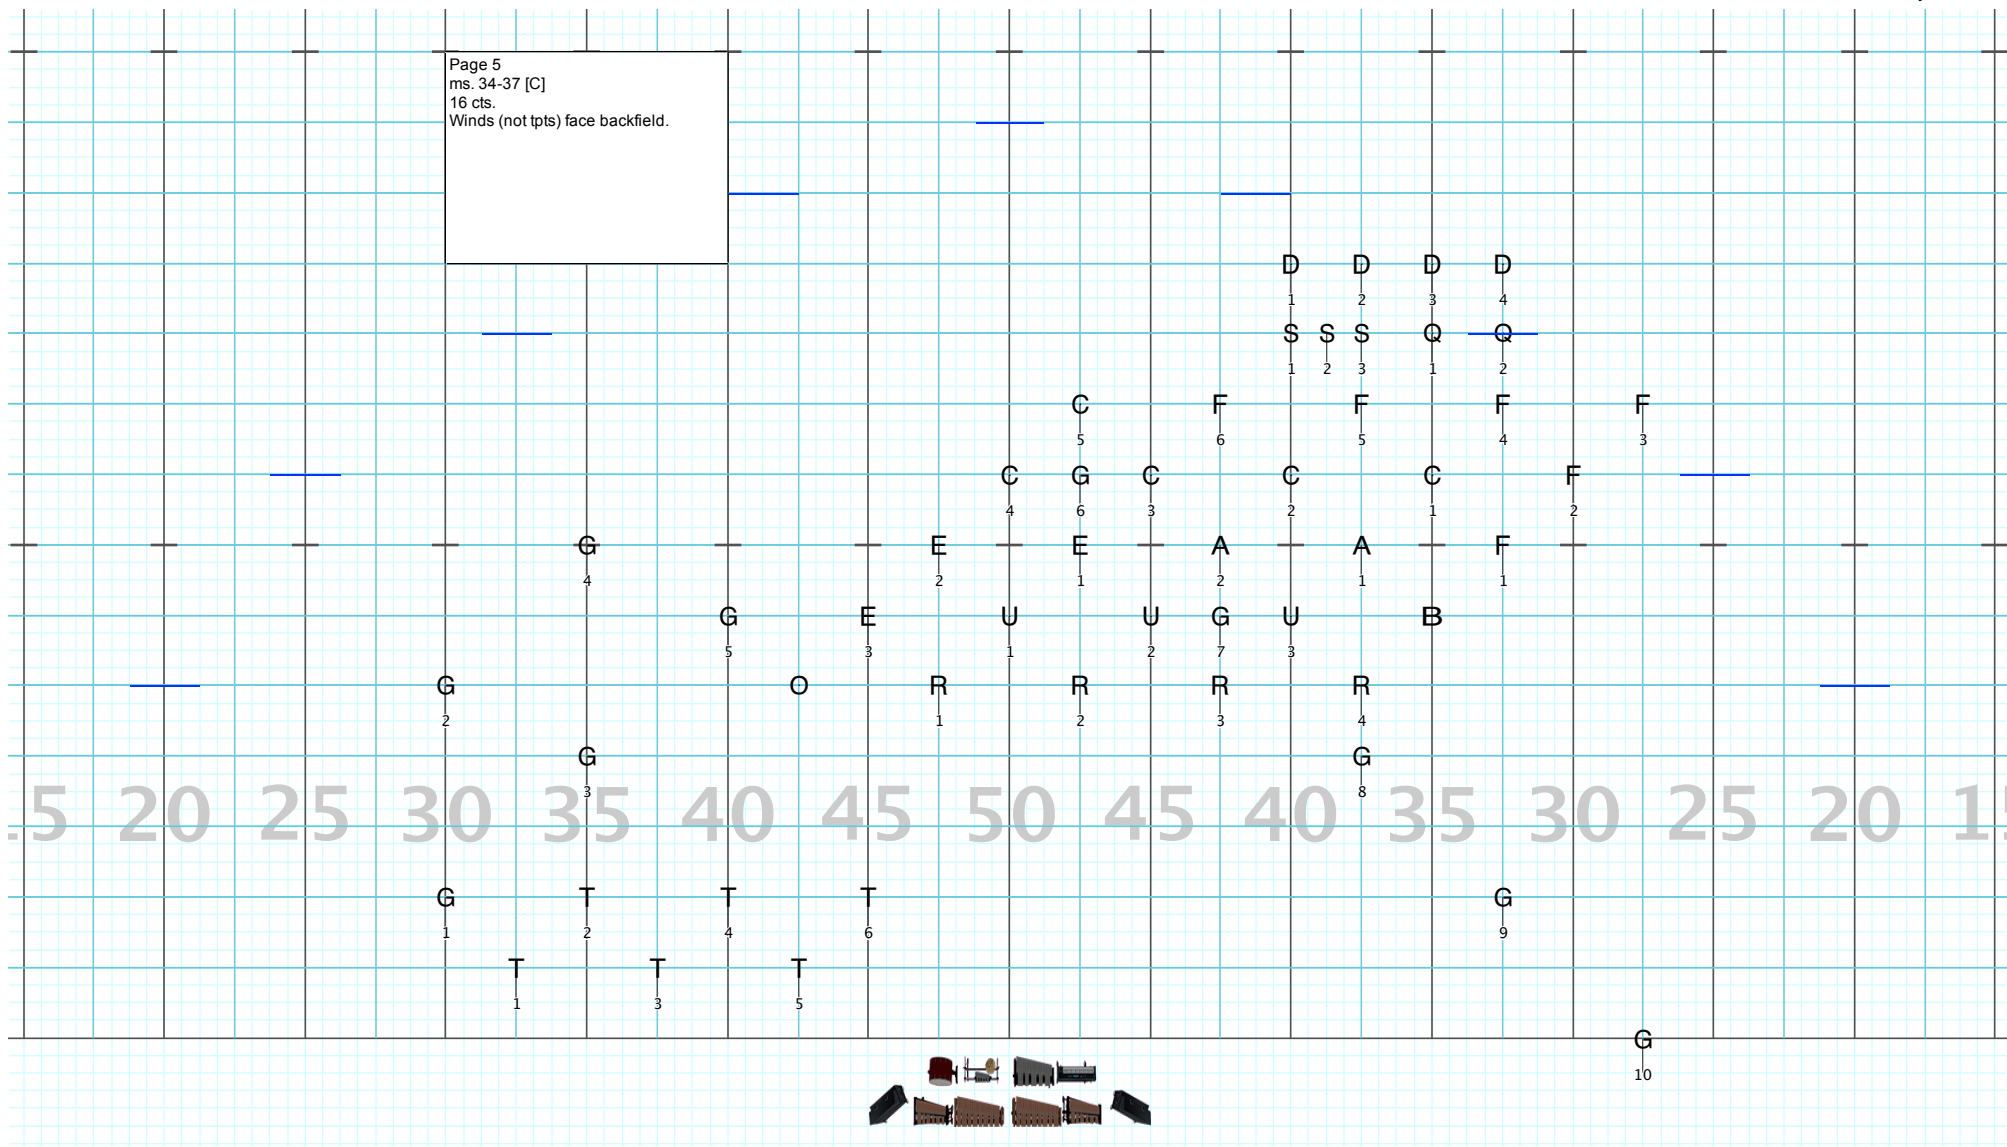 Page 5
ms. 34-37 [C]
16 cts.
Winds (not tpts) face backfield.
D D D D
1 2 3 4
S S S Q Q
1 2 3 1 2
C F F F F
5 6 5 4 3
C G C C C F
4 6 3 2 1 2
G E E A A F
4 2 1 2 1 1
G E U U G U B
5 3 1 2 7 3
G O R R R R
2 1 2 3 4
G G
3 8
5 20 25 30 35 40 45 50 45 40 35 30 25 20 15
G T T T G
1 2 4 6 9
T T T
1 3 5
G
10